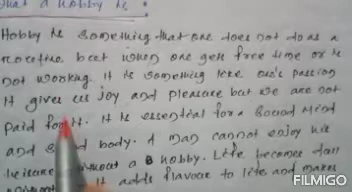 that a hobby is :
Hobby is something that one does not do as a
routine but when one gets free time or is
not working. It is something like one's passion
It gives us joy and pleasure but we are not
paid for it. It is essential for a sound mind
and body. A man cannot enjoy his
leisure without a hobby. Life becomes dull
it adds flavour to life and makes
FILMIGO